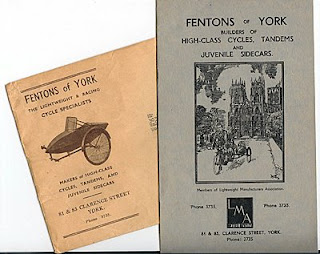 FENTONS OF YORK
THE LIGHTWEIGHT & RACING
CYCLE SPECIALISTS
MAKERS OF HIGH-CLASS
CYCLES, TANDEMS, AND
JUVENILE SIDECARS
81 & 83 CLARENCE STREET
YORK.
Phone 3735.
FENTONS OF YORK
BUILDERS OF
HIGH-CLASS CYCLES, TANDEMS
AND
JUVENILE SIDECARS.
Members of Lightweight Manufacturers Association.
Phone 3735
Phone 3735
LMA
81 & 83, CLARENCE STREET, YORK
Phone: 3735